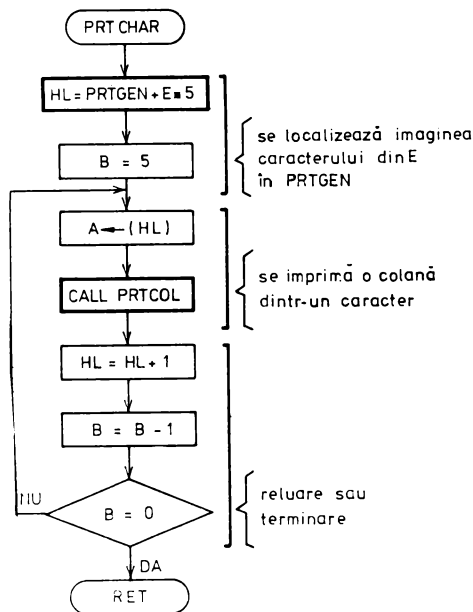 PRT CHAR
HL = PRTGEN + E * 5
B = 5
se localizează imaginea
caracterului din E
în PRTGEN
A ← (HL)
CALL PRTCOL
se imprimă o colană
dintr-un caracter
HL = HL + 1
B = B - 1
NU
B = 0
reluare sau
terminare
DA
RET